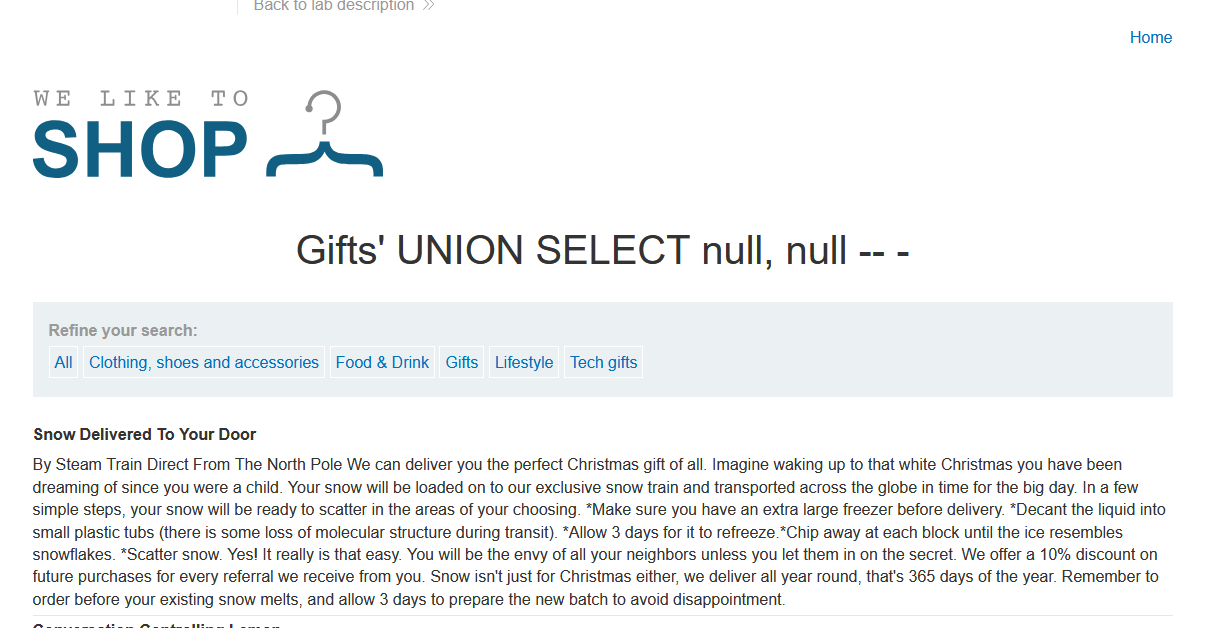 Back to lab description >>
Home
WE LIKE TO
SHOP
Gifts' UNION SELECT null, null -- -
Refine your search:
All Clothing, shoes and accessories Food & Drink Gifts Lifestyle Tech gifts
Snow Delivered To Your Door
By Steam Train Direct From The North Pole We can deliver you the perfect Christmas gift of all. Imagine waking up to that white Christmas you have been
dreaming of since you were a child. Your snow will be loaded on to our exclusive snow train and transported across the globe in time for the big day. In a few
simple steps, your snow will be ready to scatter in the areas of your choosing. *Make sure you have an extra large freezer before delivery. *Decant the liquid into
small plastic tubs (there is some loss of molecular structure during transit). *Allow 3 days for it to refreeze.*Chip away at each block until the ice resembles
snowflakes. *Scatter snow. Yes! It really is that easy. You will be the envy of all your neighbors unless you let them in on the secret. We offer a 10% discount on
future purchases for every referral we receive from you. Snow isn't just for Christmas either, we deliver all year round, that's 365 days of the year. Remember to
order before your existing snow melts, and allow 3 days to prepare the new batch to avoid disappointment.
Conversation Controlling Lemon